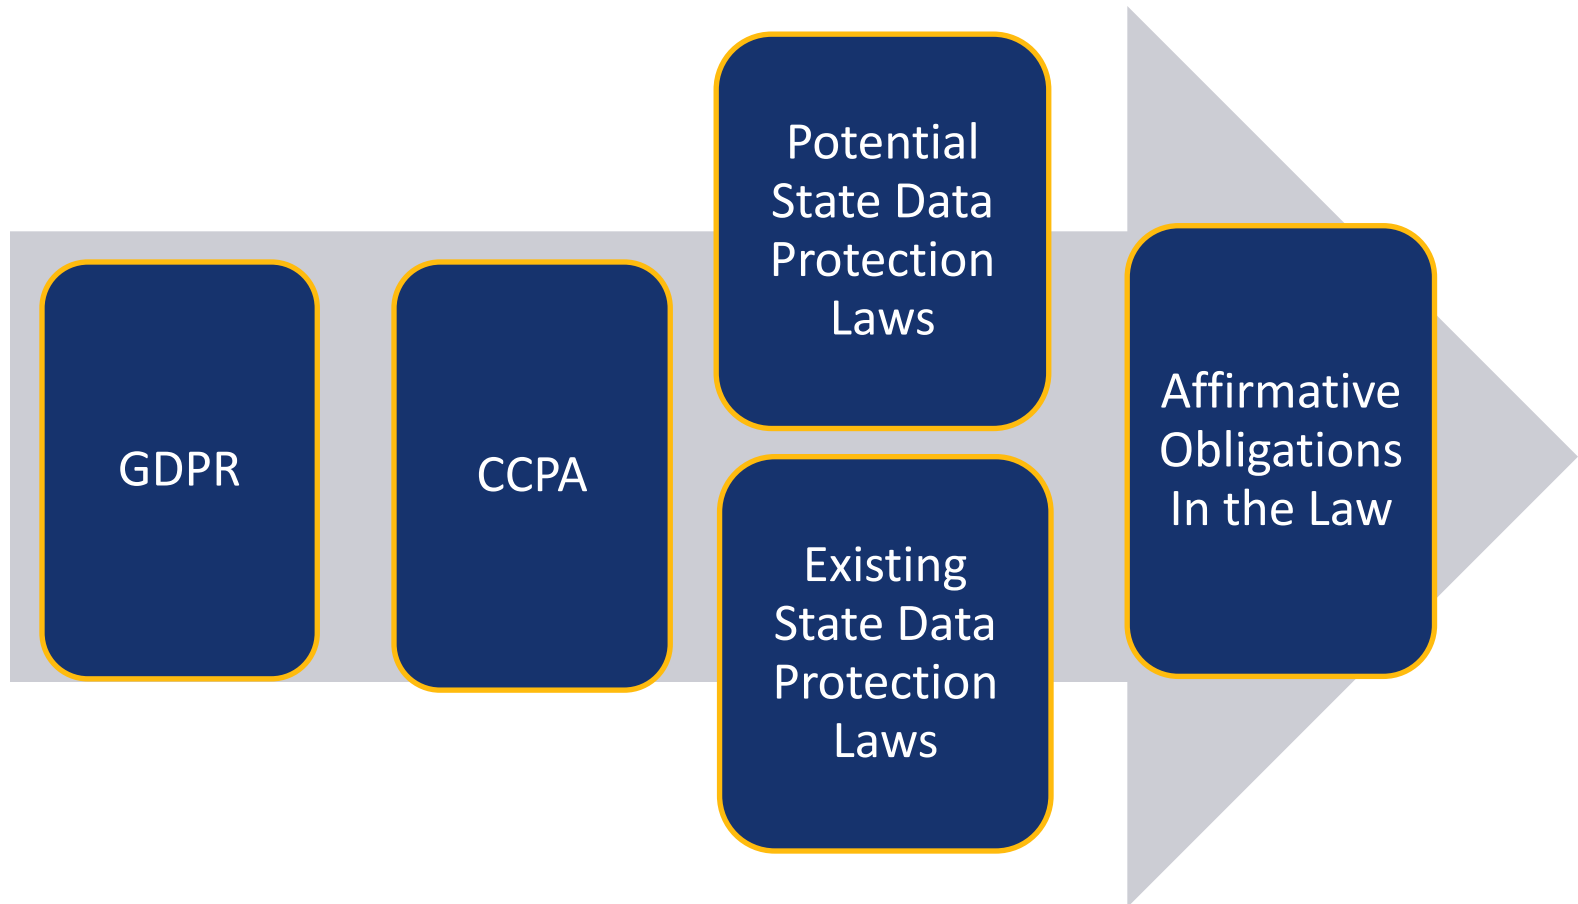 GDPR
CCPA
Potential
State Data
Protection
Laws
Existing
State Data
Protection
Laws
Affirmative
Obligations
In the Law